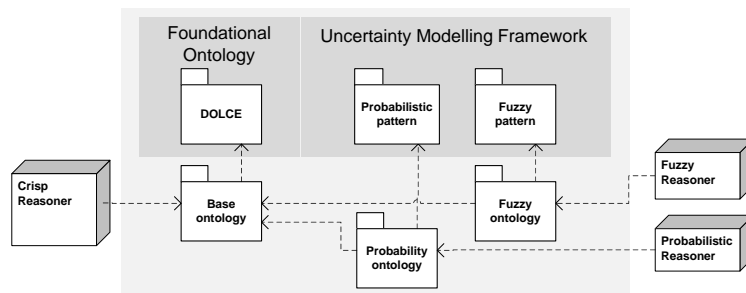 Foundational
Ontology
Uncertainty Modelling Framework
DOLCE
Probabilistic
pattern
Fuzzy
pattern
Crisp
Reasoner
Base
ontology
Fuzzy
ontology
Fuzzy
Reasoner
Probability
ontology
Probabilistic
Reasoner